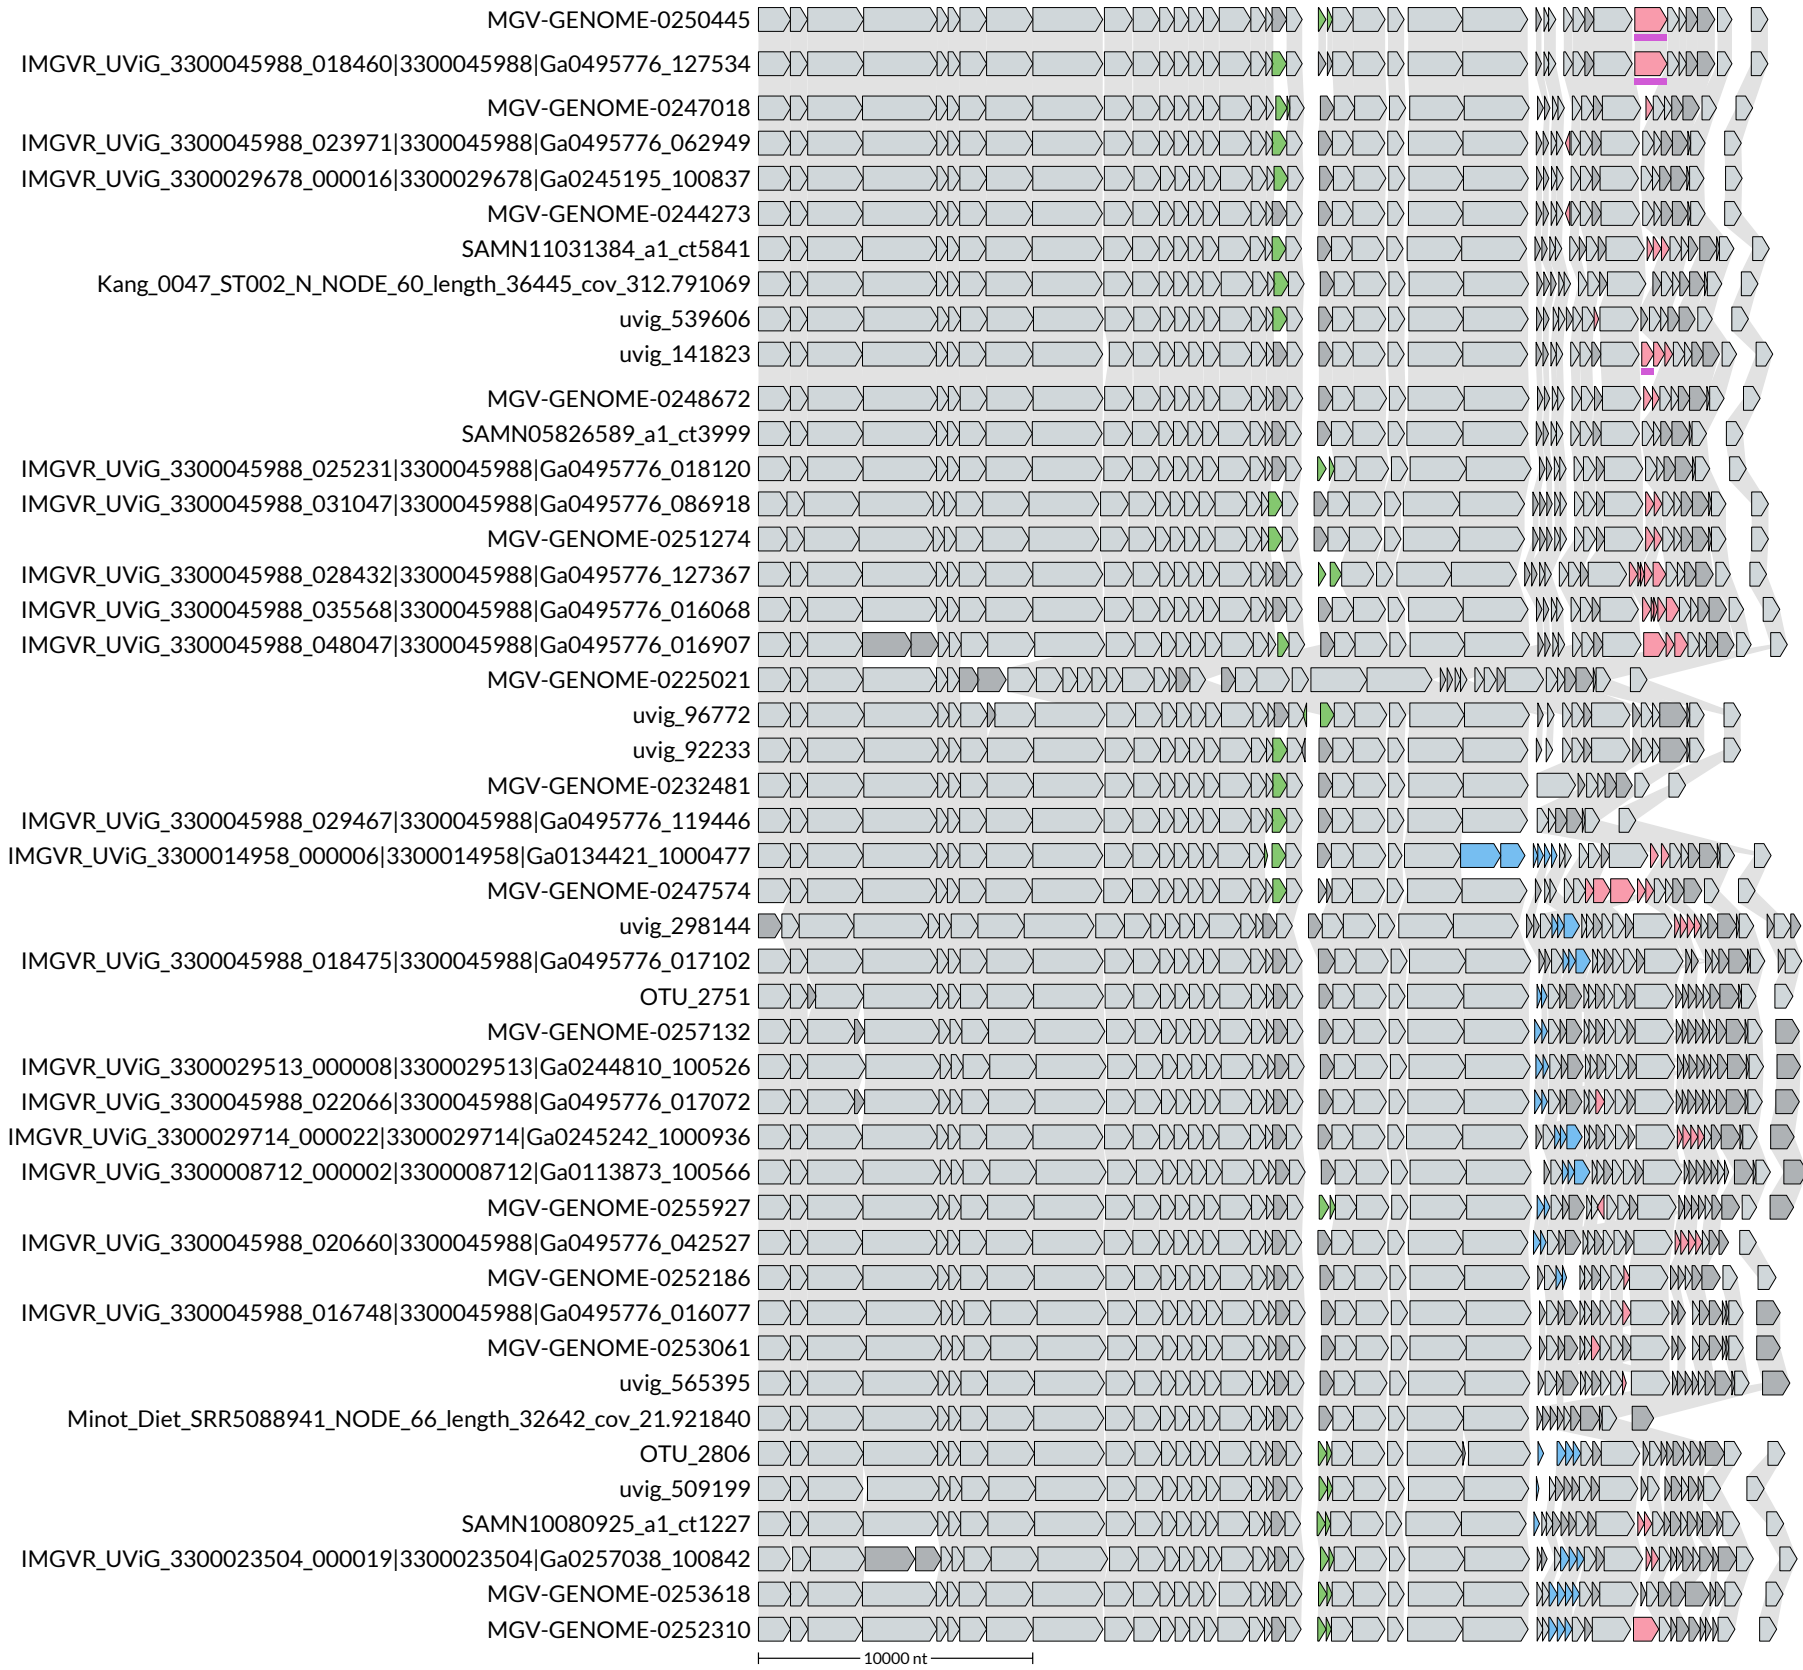 MGV-GENOME-0250445
IMGVR_UViG_3300045988_018460|3300045988|Ga0495776_127534
MGV-GENOME-0247018
IMGVR_UViG_3300045988_023971|3300045988|Ga0495776_062949
IMGVR_UViG_3300029678_000016|3300029678|Ga0245195_100837
MGV-GENOME-0244273
SAMN11031384_a1_ct5841
Kang_0047_ST002_N_NODE_60_length_36445_cov_312.791069
uvig_539606
uvig_141823
MGV-GENOME-0248672
SAMN05826589_a1_ct3999
IMGVR_UViG_3300045988_025231|3300045988|Ga0495776_018120
IMGVR_UViG_3300045988_031047|3300045988|Ga0495776_086918
MGV-GENOME-0251274
IMGVR_UViG_3300045988_028432|3300045988|Ga0495776_127367
IMGVR_UViG_3300045988_035568|3300045988|Ga0495776_016068
IMGVR_UViG_3300045988_048047|3300045988|Ga0495776_016907
MGV-GENOME-0225021
uvig_96772
uvig_92233
MGV-GENOME-0232481
IMGVR_UViG_3300045988_029467|3300045988|Ga0495776_119446
IMGVR_UViG_3300014958_000006|3300014958|Ga0134421_1000477
MGV-GENOME-0247574
uvig_298144
IMGVR_UViG_3300045988_018475|3300045988|Ga0495776_017102
OTU_2751
MGV-GENOME-0257132
IMGVR_UViG_3300029513_000008|3300029513|Ga0244810_100526
IMGVR_UViG_3300045988_022066|3300045988|Ga0495776_017072
IMGVR_UViG_3300029714_000022|3300029714|Ga0245242_1000936
IMGVR_UViG_3300008712_000002|3300008712|Ga0113873_100566
MGV-GENOME-0255927
IMGVR_UViG_3300045988_020660|3300045988|Ga0495776_042527
MGV-GENOME-0252186
IMGVR_UViG_3300045988_016748|3300045988|Ga0495776_016077
MGV-GENOME-0253061
uvig_565395
Minot_Diet_SRR5088941_NODE_66_length_32642_cov_21.921840
OTU_2806
uvig_509199
SAMN10080925_a1_ct1227
IMGVR_UViG_3300023504_000019|3300023504|Ga0257038_100842
MGV-GENOME-0253618
MGV-GENOME-0252310
10000 nt